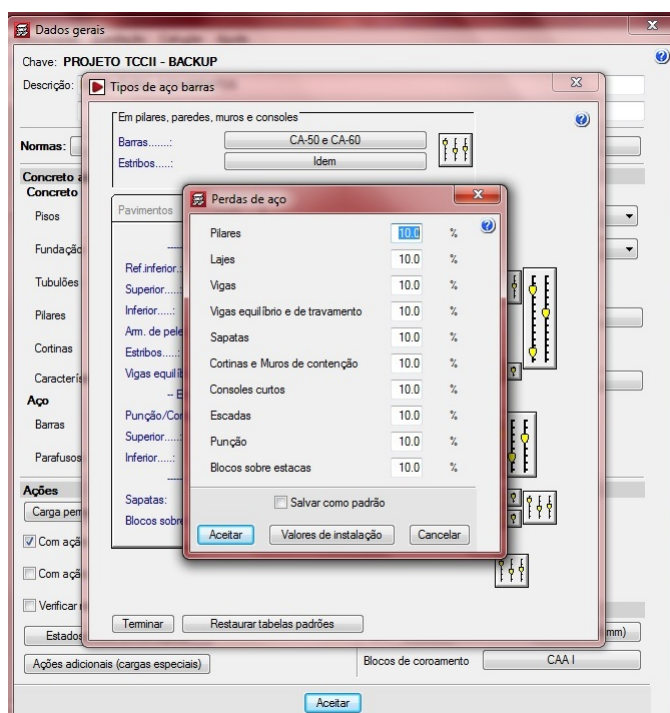 Dados gerais
Chave: PROJETO TCCII - BACKUP
Descrição:
Normas:
Concreto
Concreto
Pisos
Fundaçã
Tubulões
Pilares
Cortinas
Aço
Barras
Parafusos
Ações
Carga per
Com açã
Com açã
Verificar
Estados
mm)
Ações adicionais (cargas especiais)
Blocos de coroamento
CAA I
Aceitar
Tipos de aço barras
Em pilares, paredes, muros e consoles
Barras.......:
CA-50 e CA-60
Estribos.....:
Idem
Pavimentos
Ref.inferior.:
Superior.....:
Inferior.....:
Arm. de pele
Estribos....:
Vigas equilíb
-- E
Punção/Cor
Superior.....:
Inferior.....:
Sapatas:
Blocos sobre
Terminar
Restaurar tabelas padrões
Perdas de aço
Pilares 10.0 %
Lajes 10.0 %
Vigas 10.0 %
Vigas equilíbrio e de travamento 10.0 %
Sapatas 10.0 %
Cortinas e Muros de contenção 10.0 %
Consoles curtos 10.0 %
Escadas 10.0 %
Punção 10.0 %
Blocos sobre estacas 10.0 %
Salvar como padrão
Aceitar
Valores de instalação
Cancelar